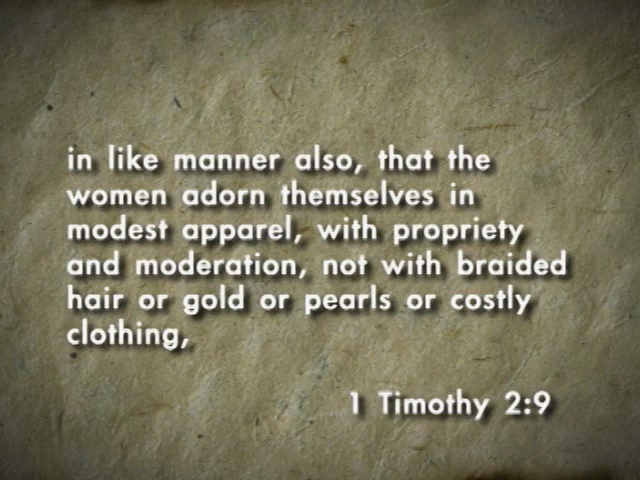 in like manner also, that the
women adorn themselves in
modest apparel, with propriety
and moderation, not with braided
hair or gold or pearls or costly
clothing,
1 Timothy 2:9